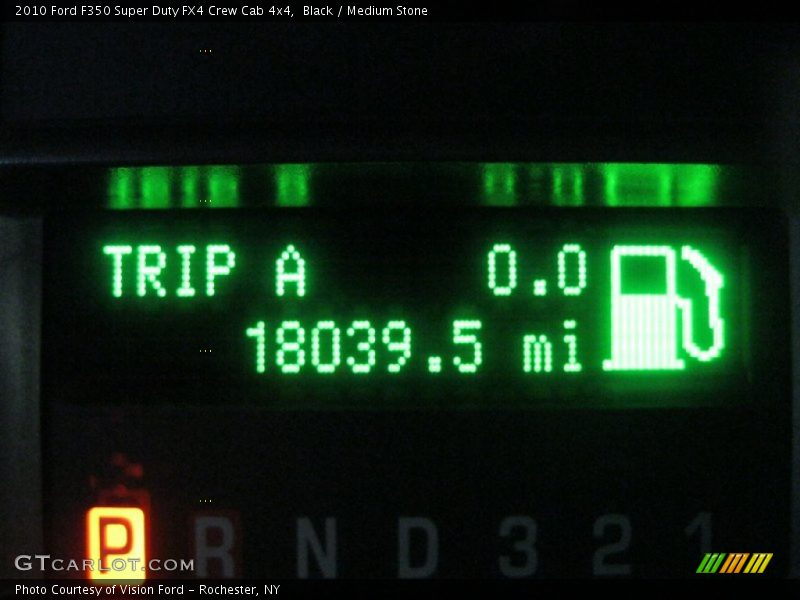 2010 Ford F350 Super Duty FX4 Crew Cab 4x4,  Black / Medium Stone
TRIP A 0.0
18039.5 mi
P R N D 3 2 1
GTCARLOT.COM
Photo Courtesy of Vision Ford - Rochester, NY